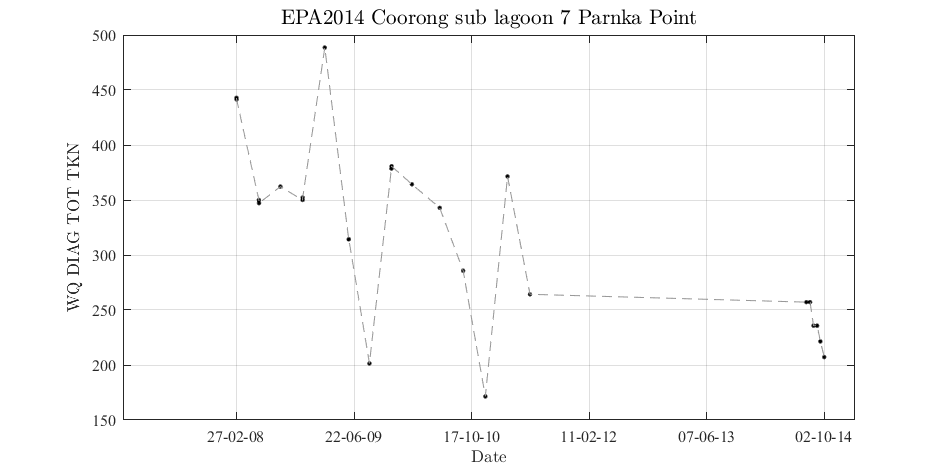 EPA2014 Coorong sub lagoon 7 Parnka Point
500
450
400
350
300
250
200
150
WQ DIAG TOT TKN
27-02-08 22-06-09 17-10-10 11-02-12 07-06-13 02-10-14
Date